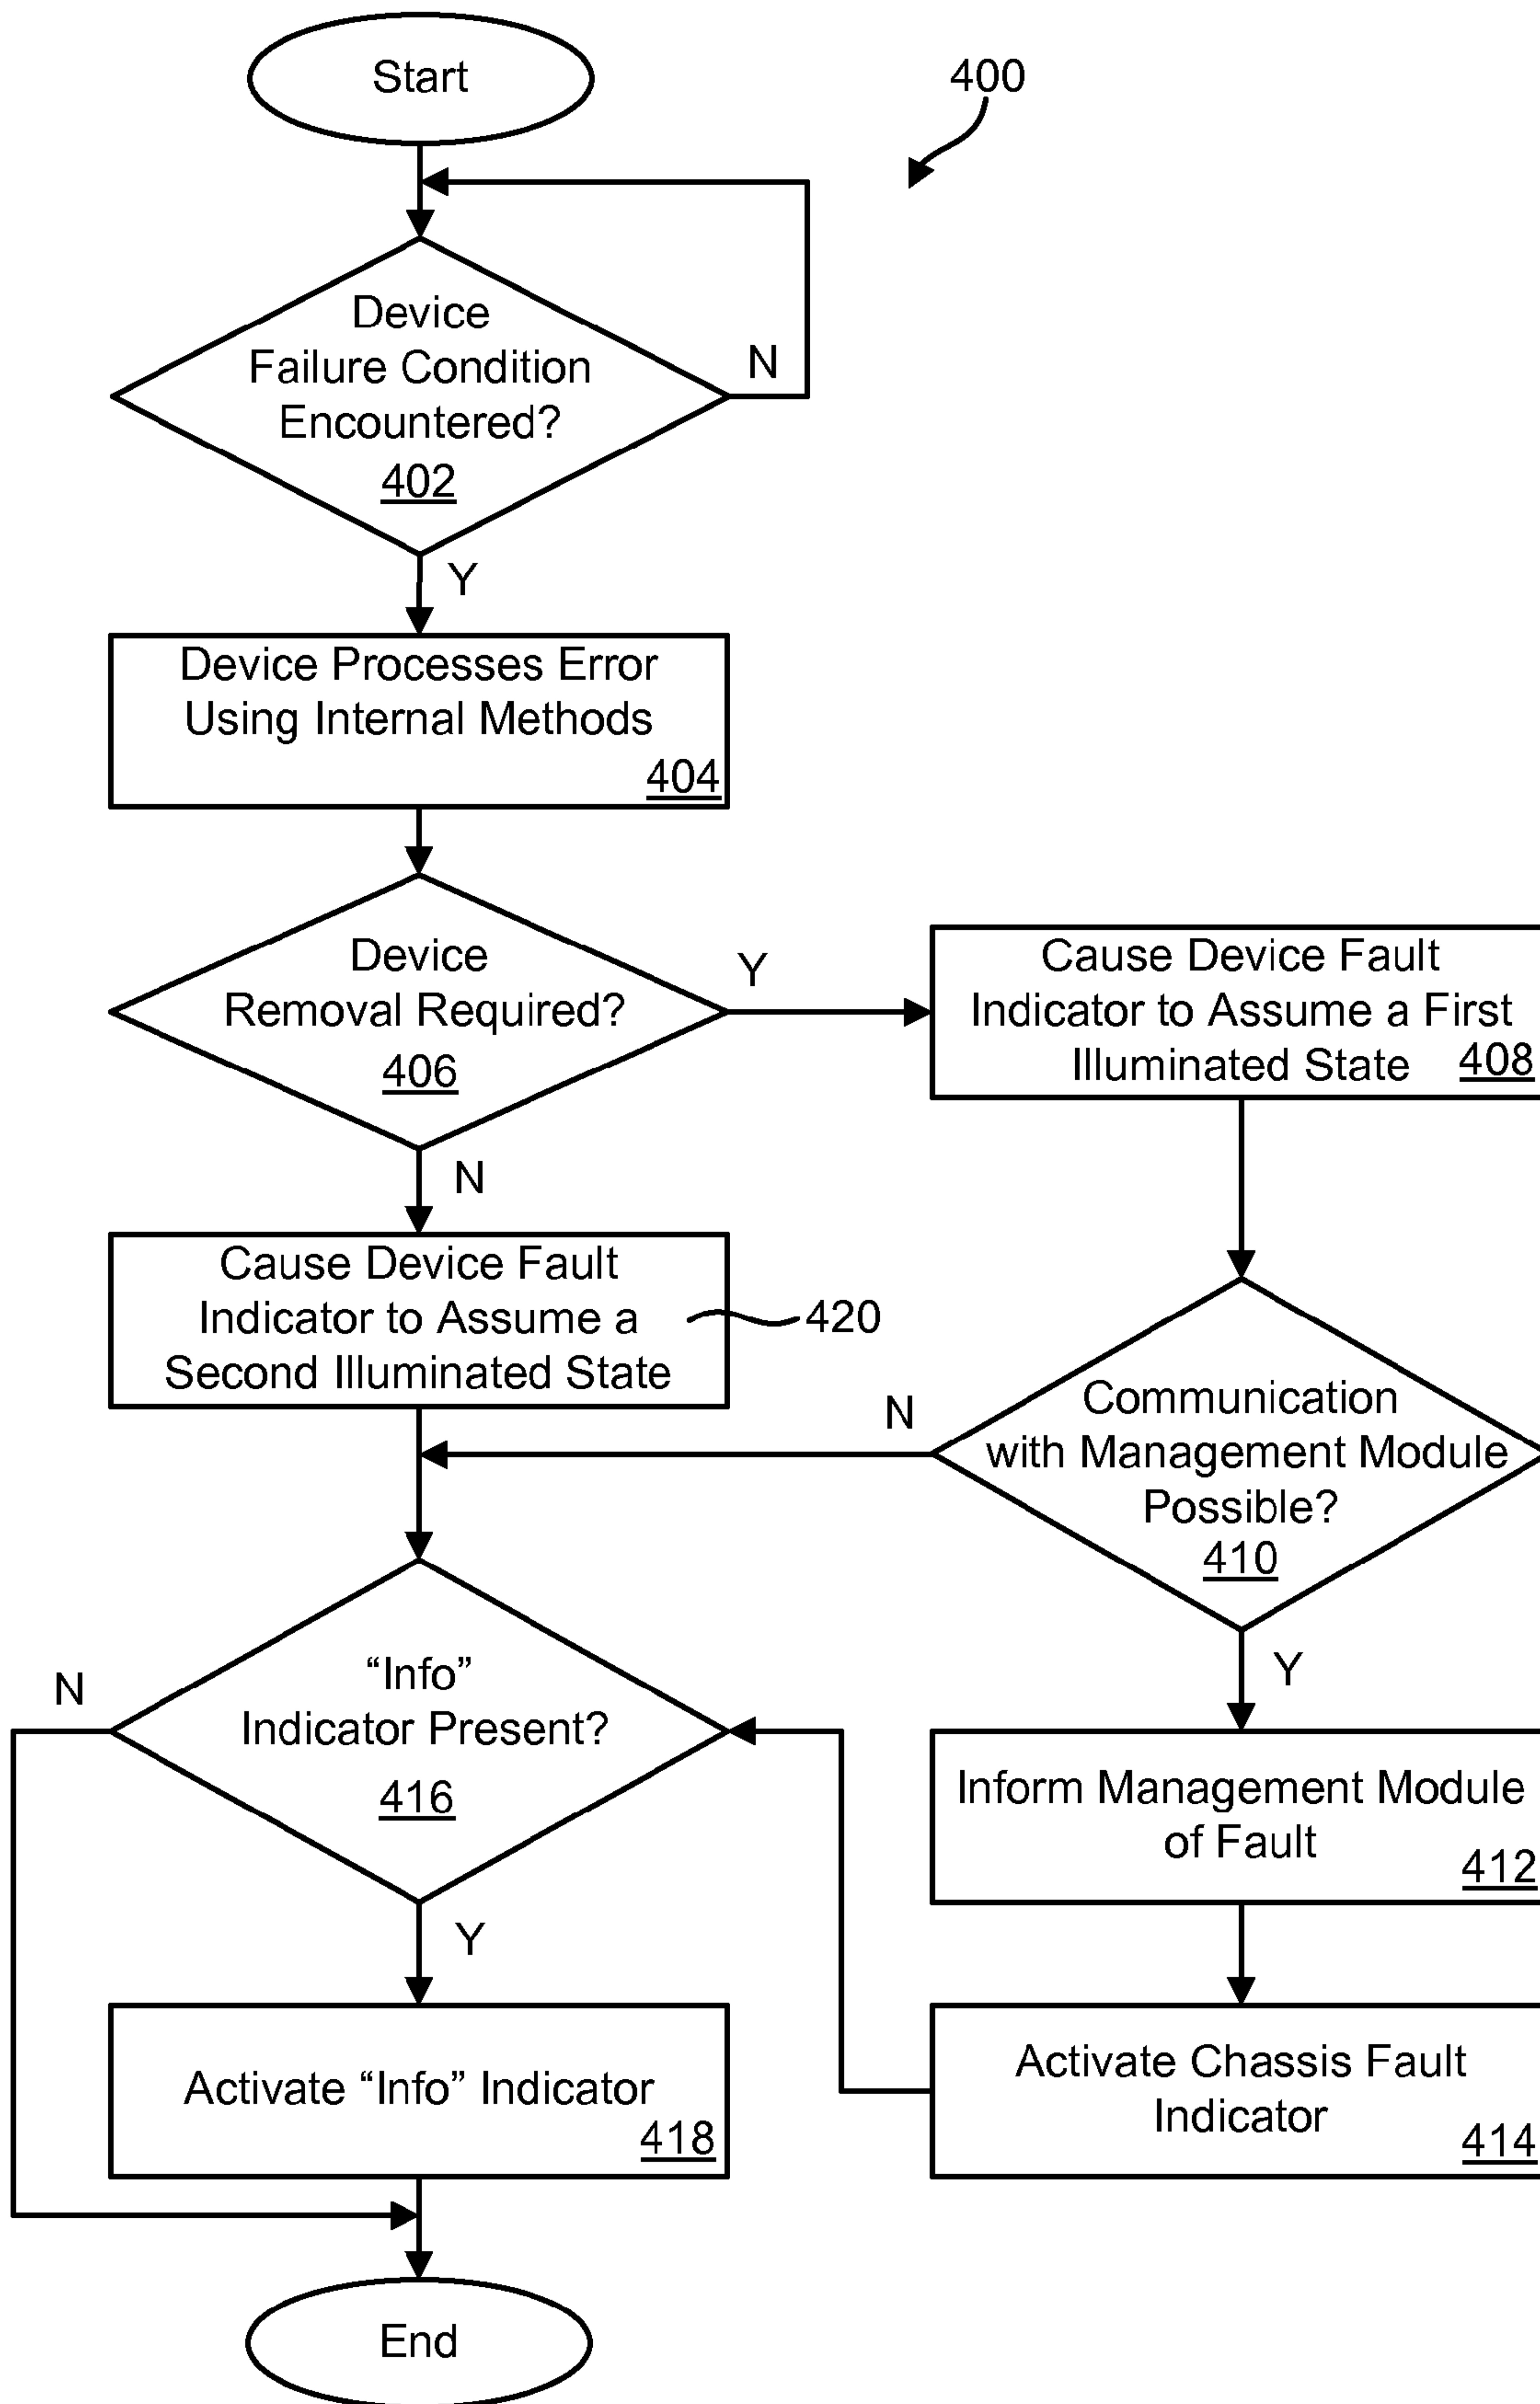 Start
400
Device
Failure Condition
Encountered?
402
N
Y
Device Processes Error
Using Internal Methods
404
Device
Removal Required?
406
Y
N
Cause Device Fault
Indicator to Assume a First
Illuminated State 408
Cause Device Fault
Indicator to Assume a
Second Illuminated State
420
Communication
with Management Module
Possible?
410
N
Y
“Info”
Indicator Present?
416
N
Y
Inform Management Module
of Fault
412
Activate “Info” Indicator
418
Activate Chassis Fault
Indicator
414
End